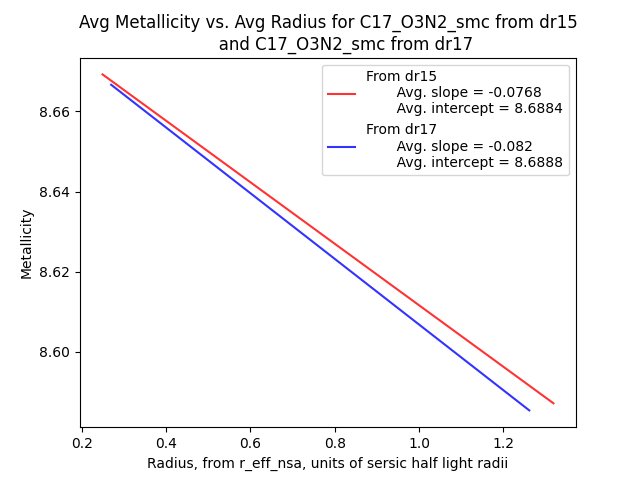 Avg Metallicity vs. Avg Radius for C17_O3N2_smc from dr15
and C17_O3N2_smc from dr17
From dr15
Avg. slope = -0.0768
Avg. intercept = 8.6884
From dr17
Avg. slope = -0.082
Avg. intercept = 8.6888
Metallicity
8.66
8.64
8.62
8.60
0.2 0.4 0.6 0.8 1.0 1.2
Radius, from r_eff_nsa, units of sersic half light radii